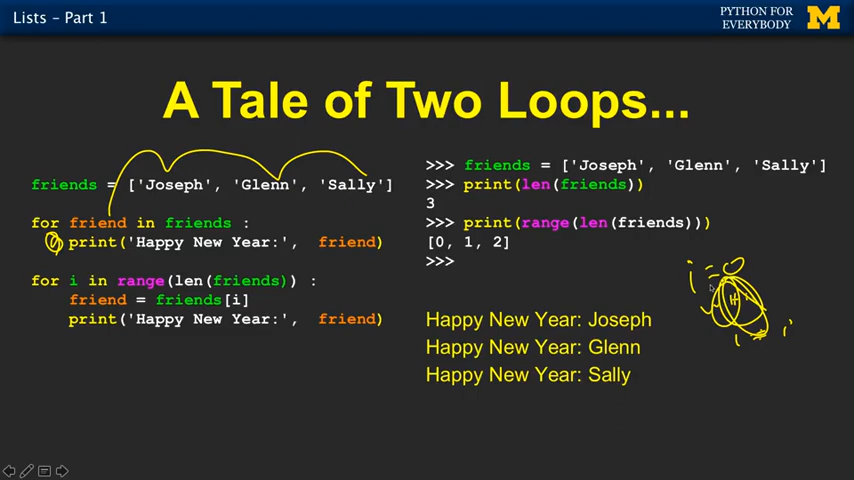 Lists – Part 1
PYTHON FOR
EVERYBODY
A Tale of Two Loops...
friends = ['Joseph', 'Glenn', 'Sally']
for friend in friends :
print('Happy New Year:', friend)
for i in range(len(friends)) :
friend = friends[i]
print('Happy New Year:', friend)
>>> friends = ['Joseph', 'Glenn', 'Sally']
>>> print(len(friends))
3
>>> print(range(len(friends)))
[0, 1, 2]
>>>
i = 0
Happy New Year: Joseph
Happy New Year: Glenn
Happy New Year: Sally